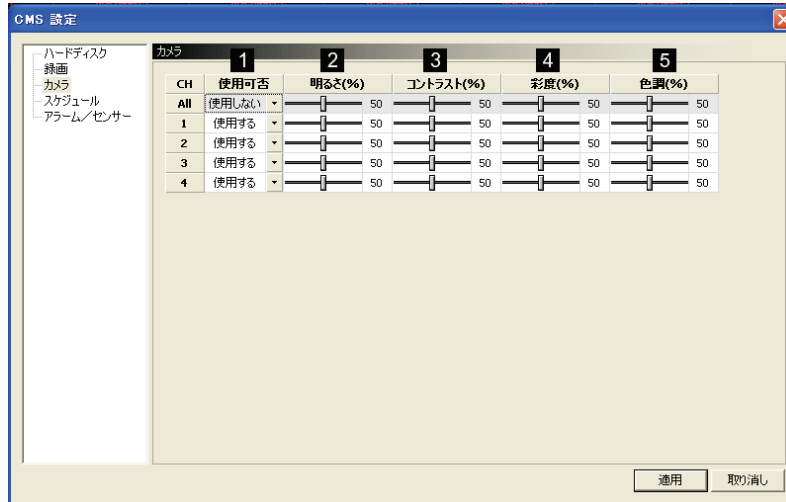 CMS 設定
ハードディスク
録画
カメラ
スケジュール
アラーム／センサー
カメラ
1 2 3 4 5
CH 使用可否 明るさ(%) コントラスト(%) 彩度(%) 色調(%)
All 使用しない 50 50 50 50
1 使用する 50 50 50 50
2 使用する 50 50 50 50
3 使用する 50 50 50 50
4 使用する 50 50 50 50
適用 取り消し